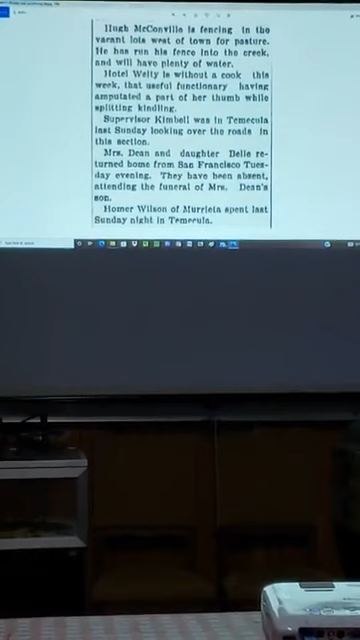 Hugh McConville is fencing in the
vacant lots west of town for pasture.
He has run his fence into the creek,
and will have plenty of water.
Hotel Welty is without a cook this
week, that useful functionary having
amputated a part of her thumb while
splitting kindling.
Supervisor Kimbell was in Temecula
last Sunday looking over the roads in
this section.
Mrs. Dean and daughter Belle re-
turned home from San Francisco Tues-
day evening. They have been absent,
attending the funeral of Mrs. Dean's
son.
Homer Wilson of Murrieta spent last
Sunday night in Temecula.